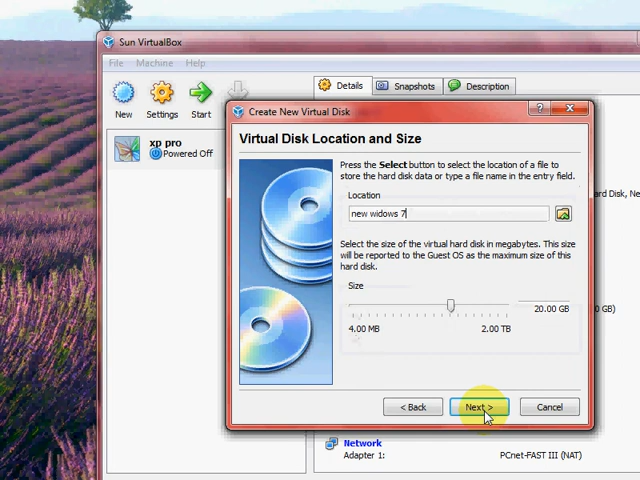 Sun VirtualBox
File Machine Help
New Settings Start
Details Snapshots Description
xp pro
Powered Off
Create New Virtual Disk
Virtual Disk Location and Size
Press the Select button to select the location of a file to
store the hard disk data or type a file name in the entry field.
Location
new widows 7
Select the size of the virtual hard disk in megabytes. This size
will be reported to the Guest OS as the maximum size of this
hard disk.
Size
20.00 GB
4.00 MB 2.00 TB
< Back Next > Cancel
ard Disk, Ne
GB)
Network
Adapter 1: PCnet-FAST III (NAT)